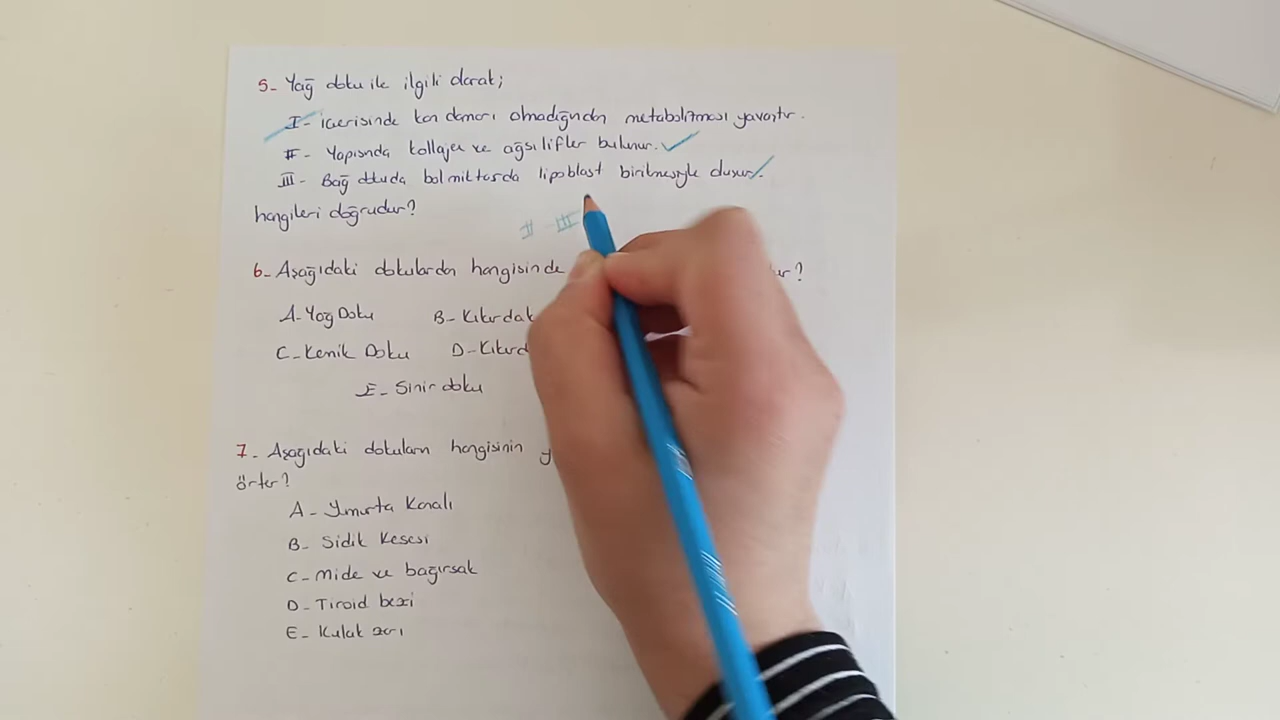 5- Yağ doku ile ilgili olarak;
I- içerisinde kan damarı olmadığından metabolizması yavaştır.
II- Yapısında kollajen ve ağsı lifler bulunur.
III- Bağ dokuda bol miktarda lipoblast birikmesiyle oluşur.
hangileri doğrudur?
II III
6- Aşağıdaki dokulardan hangisinde
?
A- Yağ Doku B- Kıkırdak
C- Kemik Doku D- Kıkırd
E- Sinir doku
7- Aşağıdaki dokuların hangisinin
örter?
A- Yumurta Kanalı
B- Sidik Kesesi
C- Mide ve bağırsak
D- Tiroid bezi
E- Kulak zarı